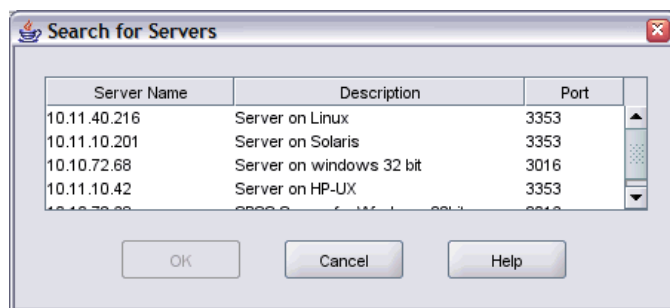 Search for Servers
Server Name Description Port
10.11.40.216 Server on Linux 3353
10.11.10.201 Server on Solaris 3353
10.10.72.68 Server on windows 32 bit 3016
10.11.10.42 Server on HP-UX 3353
OK Cancel Help